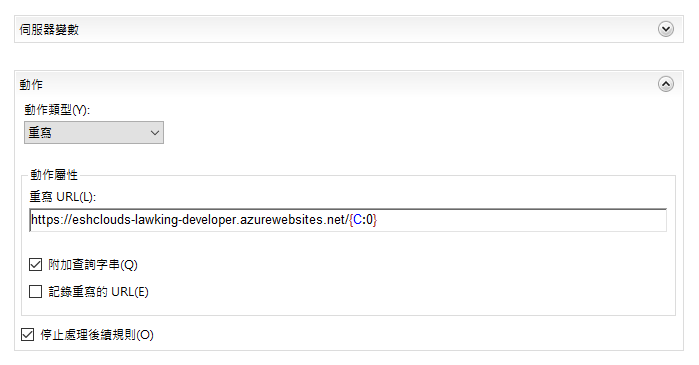 伺服器變數
動作
動作類型(Y):
重寫
動作屬性
重寫 URL(L):
https://eshclouds-lawking-developer.azurewebsites.net/{C:0}
附加查詢字串(Q)
記錄重寫的 URL(E)
停止處理後續規則(O)